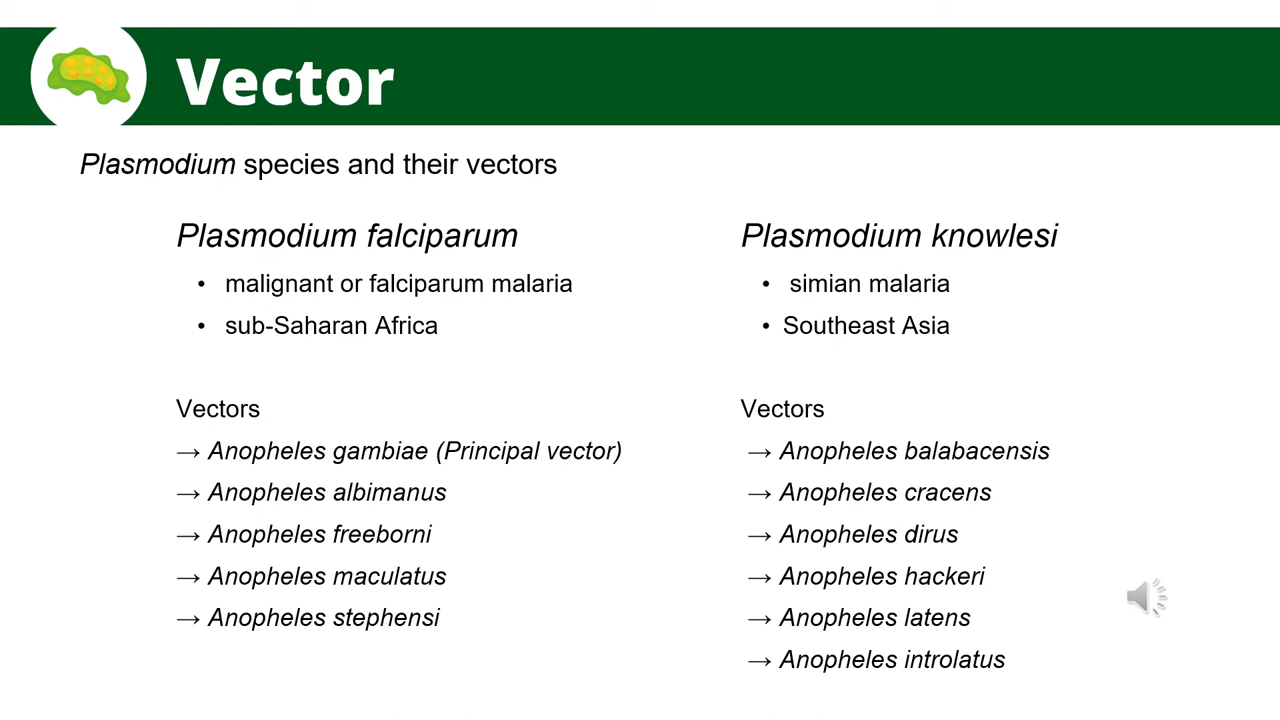 Vector
Plasmodium species and their vectors
Plasmodium falciparum
• malignant or falciparum malaria
• sub-Saharan Africa
Vectors
→ Anopheles gambiae (Principal vector)
→ Anopheles albimanus
→ Anopheles freeborni
→ Anopheles maculatus
→ Anopheles stephensi
Plasmodium knowlesi
• simian malaria
• Southeast Asia
Vectors
→ Anopheles balabacensis
→ Anopheles cracens
→ Anopheles dirus
→ Anopheles hackeri
→ Anopheles latens
→ Anopheles introlatus